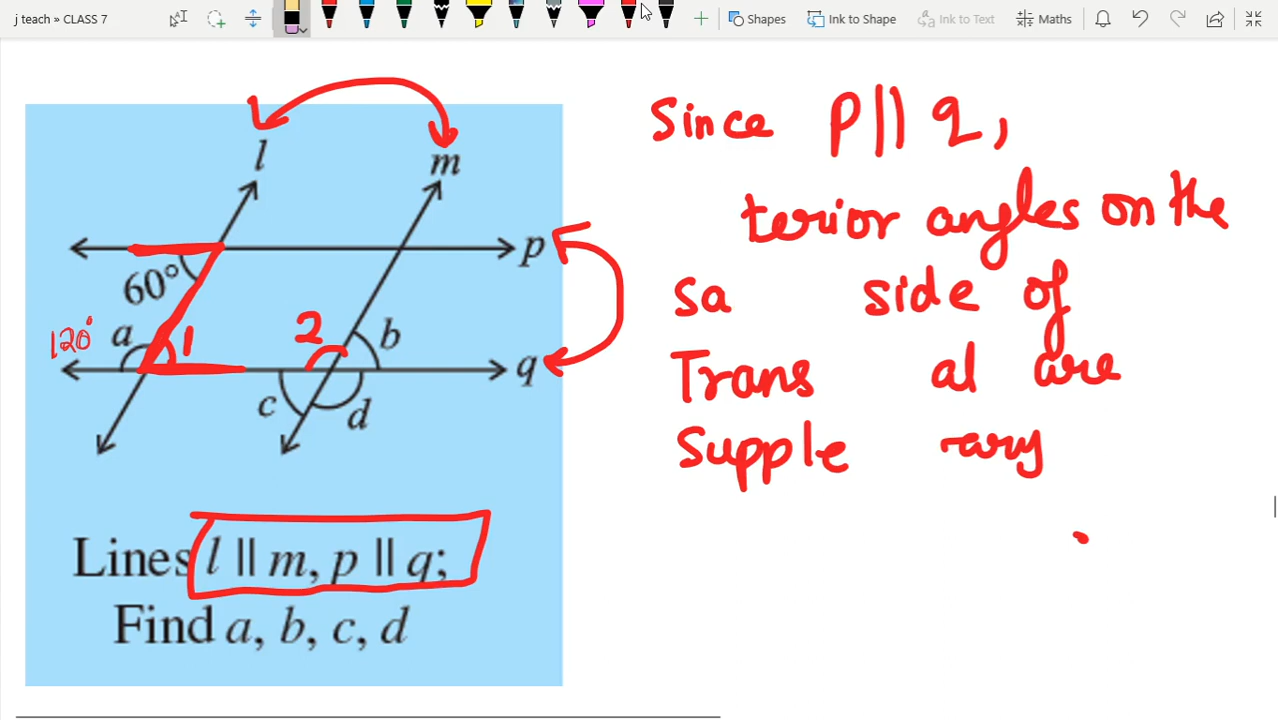 j teach » CLASS 7
Shapes
Ink to Shape
Ink to Text
Maths
l
m
p
60°
120°
a
1
2
b
q
c
d
Lines l || m, p || q;
Find a, b, c, d
Since p || q,
terior angles on the
sa side of
Trans al are
Supple rary